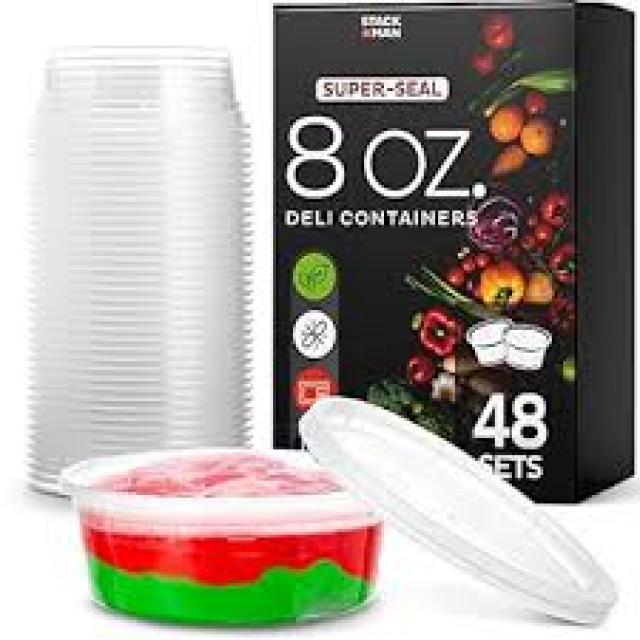 STACK
MAN
SUPER-SEAL
8 OZ.
DELI CONTAINERS
48
SETS